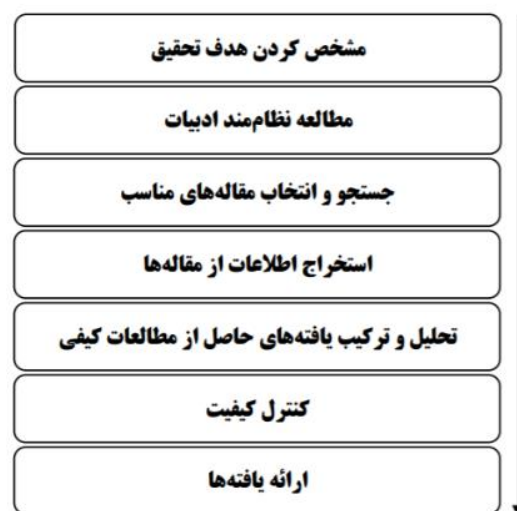 مشخص کردن هدف تحقیق
مطالعه نظام‌مند ادبیات
جستجو و انتخاب مقاله‌های مناسب
استخراج اطلاعات از مقاله‌ها
تحلیل و ترکیب یافته‌های حاصل از مطالعات کیفی
کنترل کیفیت
ارائه یافته‌ها